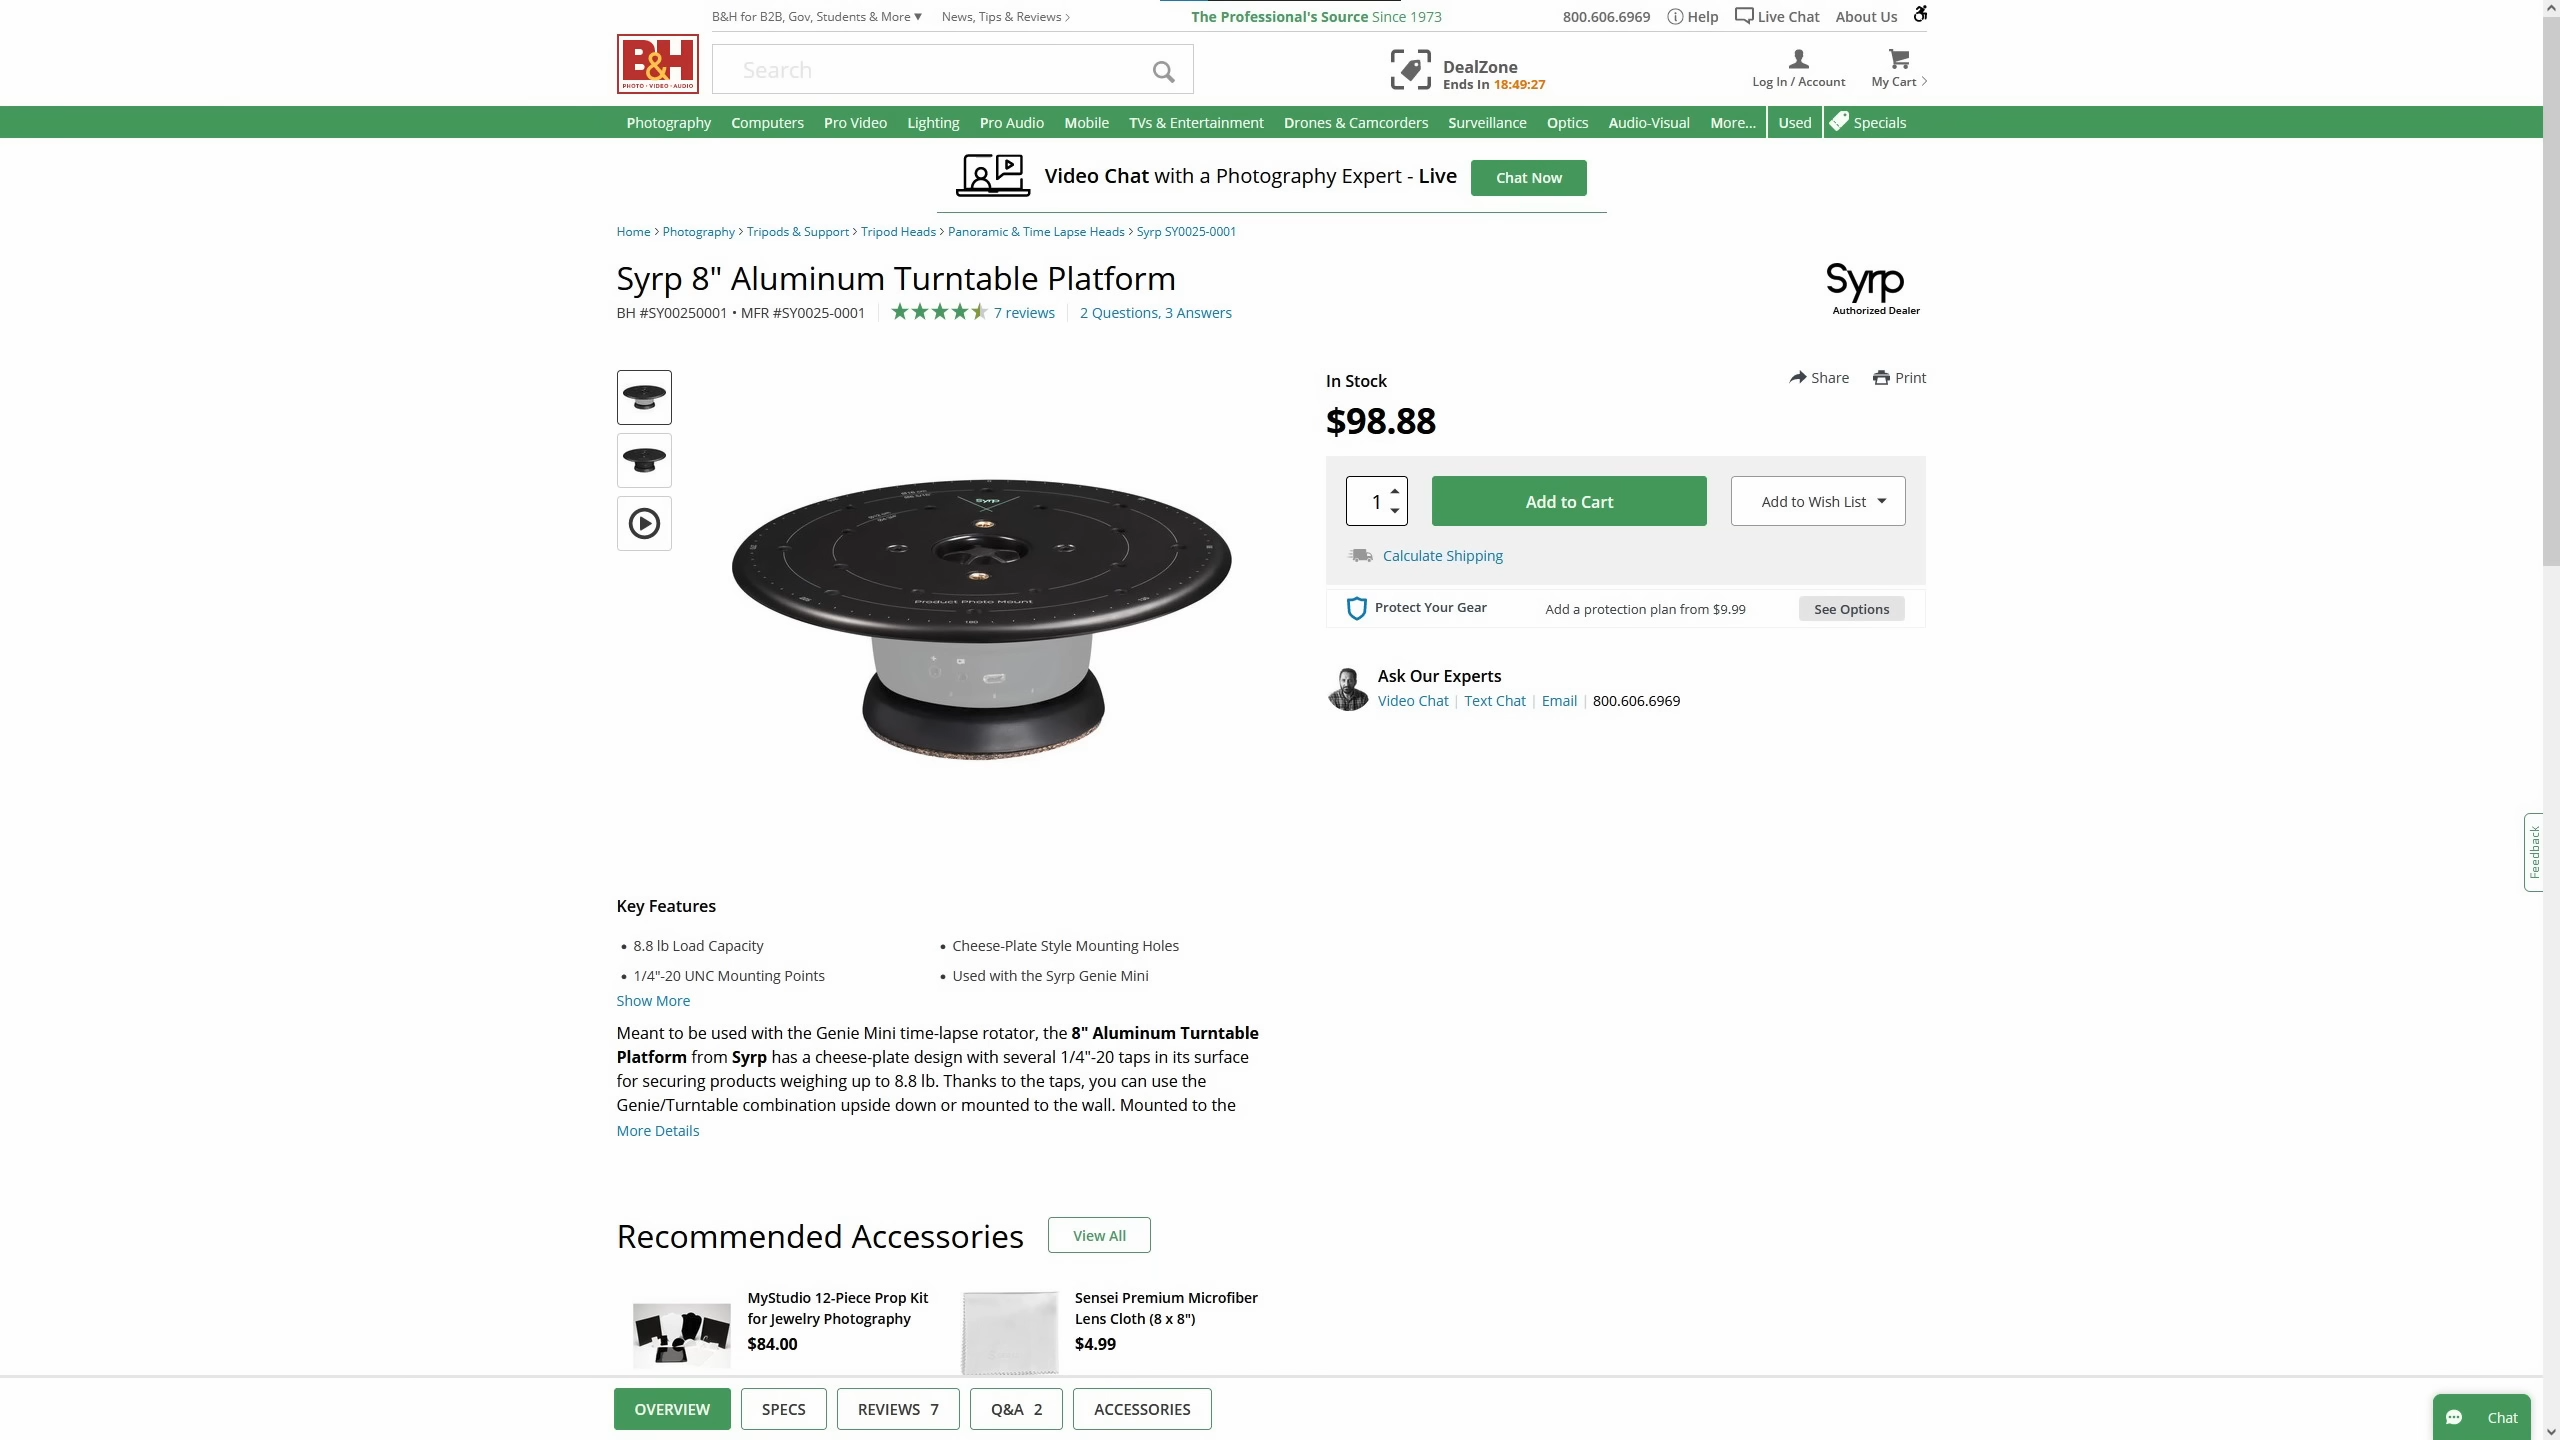 B&H for B2B, Gov, Students & More ▼
News, Tips & Reviews >
The Professional's Source Since 1973
800.606.6969
Help
Live Chat
About Us
B&H
PHOTO · VIDEO · AUDIO
Search
DealZone
Ends In 18:49:27
Log In / Account
My Cart >
Photography
Computers
Pro Video
Lighting
Pro Audio
Mobile
TVs & Entertainment
Drones & Camcorders
Surveillance
Optics
Audio-Visual
More...
Used
Specials
Video Chat with a Photography Expert - Live
Chat Now
Home > Photography > Tripods & Support > Tripod Heads > Panoramic & Time Lapse Heads > Syrp SY0025-0001
Syrp 8" Aluminum Turntable Platform
BH #SY00250001 • MFR #SY0025-0001
7 reviews
2 Questions, 3 Answers
Syrp
Authorized Dealer
In Stock
Share
Print
$98.88
1
Add to Cart
Add to Wish List
Calculate Shipping
Protect Your Gear
Add a protection plan from $9.99
See Options
Ask Our Experts
Video Chat | Text Chat | Email | 800.606.6969
Syrp
Product Photo Mount
180
Feedback
Key Features
• 8.8 lb Load Capacity
• Cheese-Plate Style Mounting Holes
• 1/4"-20 UNC Mounting Points
• Used with the Syrp Genie Mini
Show More
Meant to be used with the Genie Mini time-lapse rotator, the 8" Aluminum Turntable
Platform from Syrp has a cheese-plate design with several 1/4"-20 taps in its surface
for securing products weighing up to 8.8 lb. Thanks to the taps, you can use the
Genie/Turntable combination upside down or mounted to the wall. Mounted to the
More Details
Recommended Accessories
View All
MyStudio 12-Piece Prop Kit
for Jewelry Photography
$84.00
Sensei Premium Microfiber
Lens Cloth (8 x 8")
$4.99
OVERVIEW
SPECS
REVIEWS 7
Q&A 2
ACCESSORIES
Chat